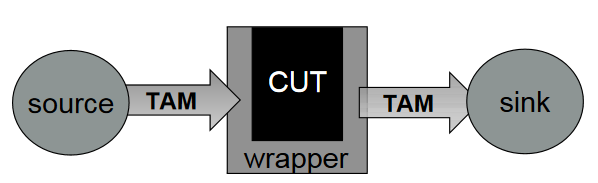 source
TAM
CUT
wrapper
TAM
sink